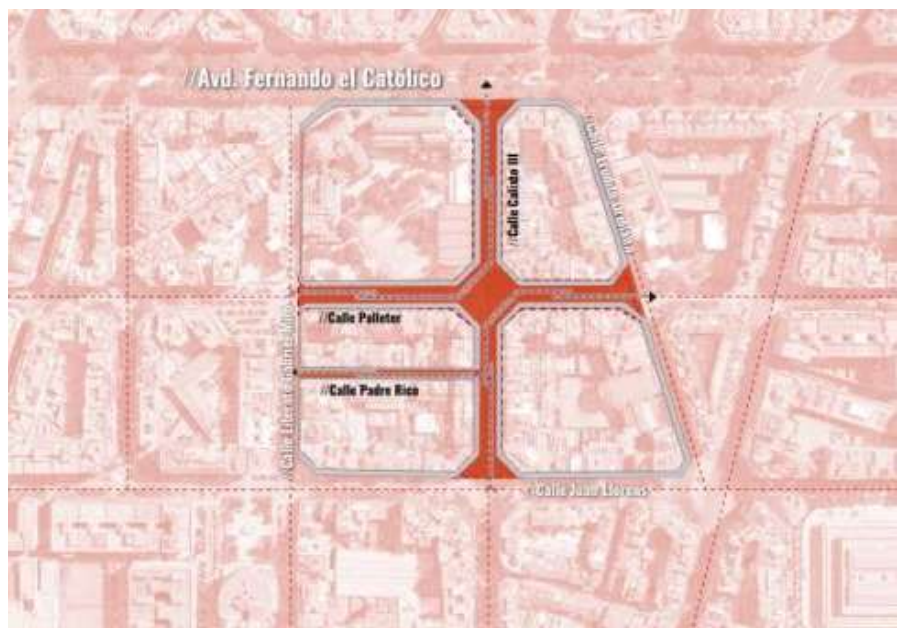 //Avd. Fernando el Católico
//Calle Calixto III
//Calle Palleter
//Calle Padre Rico
//Calle Juan Llorens